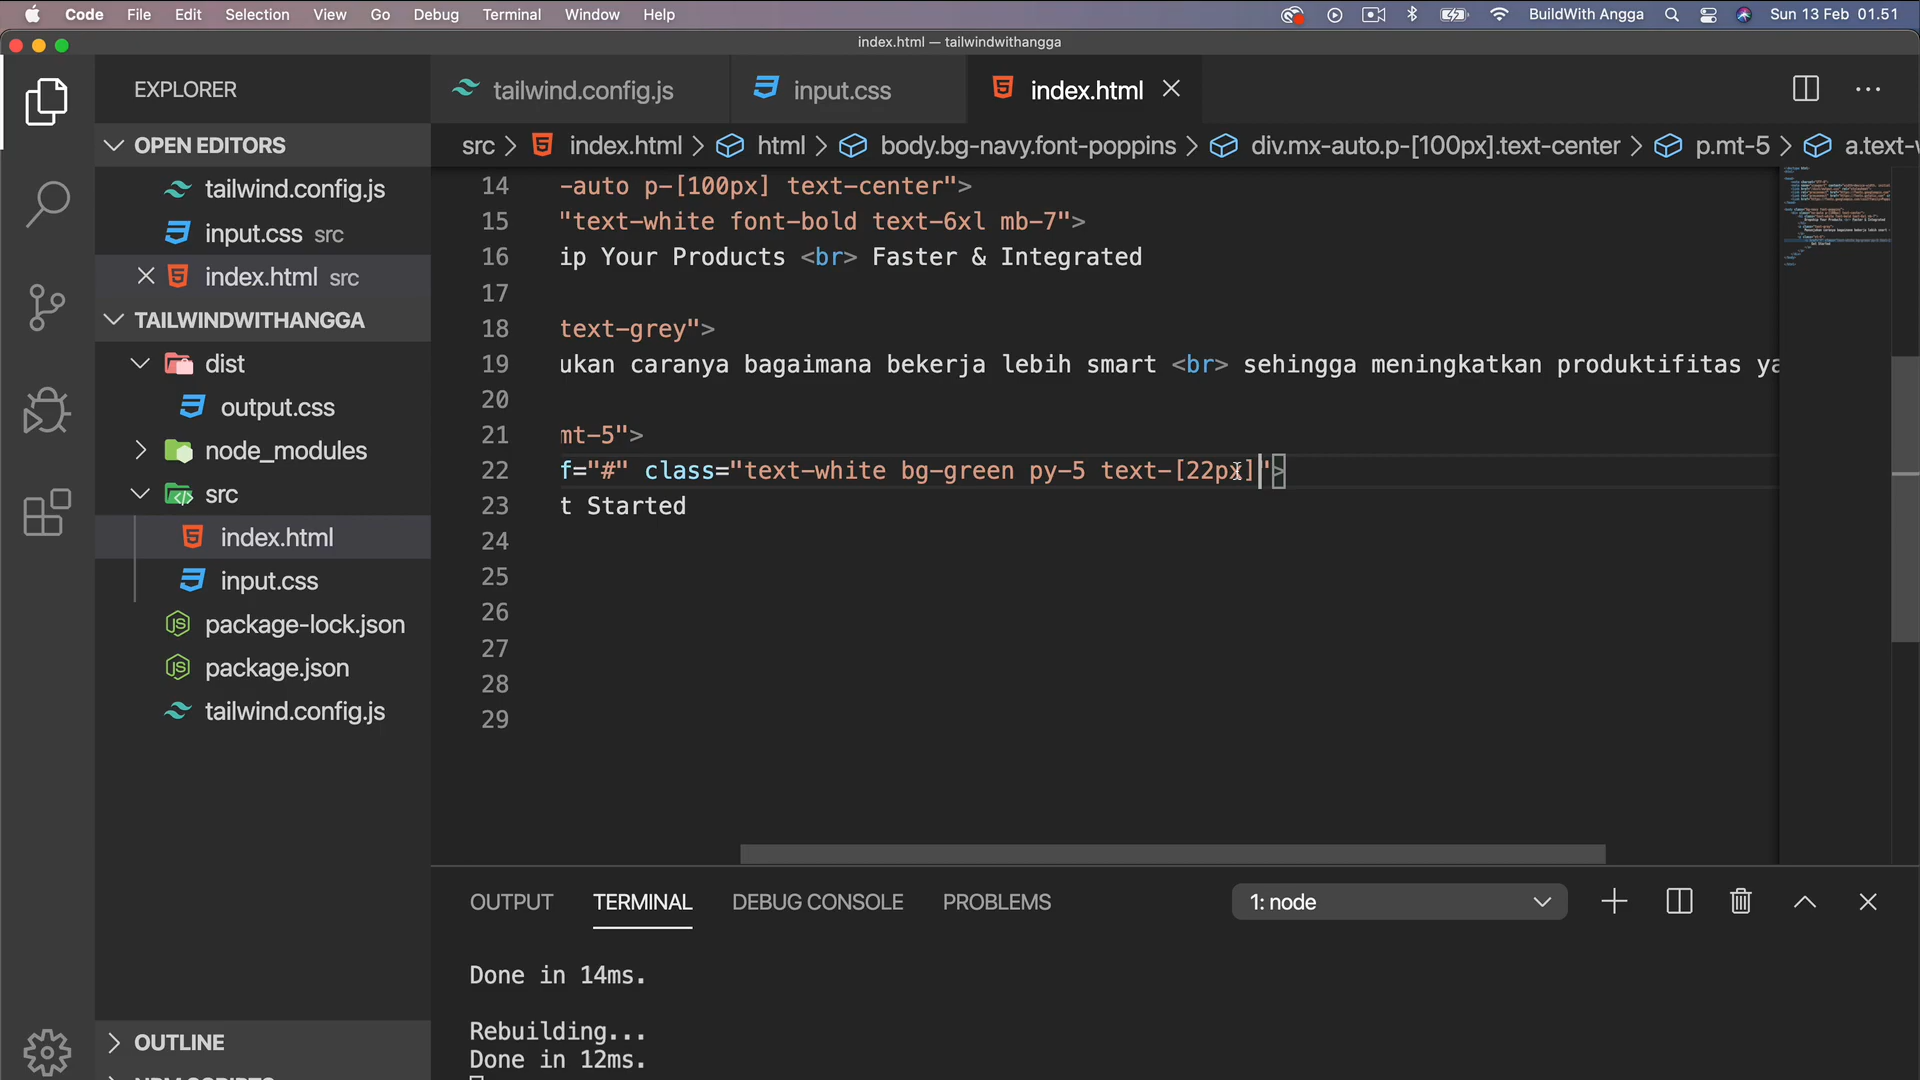 Code File Edit Selection View Go Debug Terminal Window Help BuildWith Angga Sun 13 Feb 01.51
index.html — tailwindwithangga
EXPLORER
tailwind.config.js input.css index.html
OPEN EDITORS
src > index.html > html > body.bg-navy.font-poppins > div.mx-auto.p-[100px].text-center > p.mt-5 > a.text-w
tailwind.config.js
input.css src
index.html src
TAILWINDWITHANGGA
dist
output.css
node_modules
src
index.html
input.css
package-lock.json
package.json
tailwind.config.js
OUTLINE
NPM SCRIPTS
14 -auto p-[100px] text-center">
15 "text-white font-bold text-6xl mb-7">
16 ip Your Products <br> Faster & Integrated
17
18 text-grey">
19 ukan caranya bagaimana bekerja lebih smart <br> sehingga meningkatkan produktifitas ya
20
21 mt-5">
22 f="#" class="text-white bg-green py-5 text-[22px]">
23 t Started
24
25
26
27
28
29
OUTPUT TERMINAL DEBUG CONSOLE PROBLEMS 1: node
Done in 14ms.
Rebuilding...
Done in 12ms.